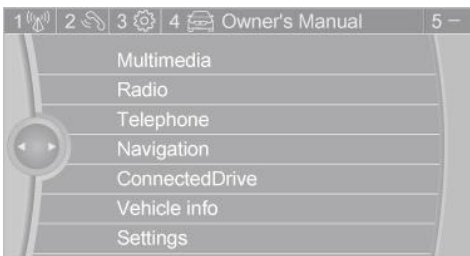 1 2 3 4 Owner's Manual 5
Multimedia
Radio
Telephone
Navigation
ConnectedDrive
Vehicle info
Settings